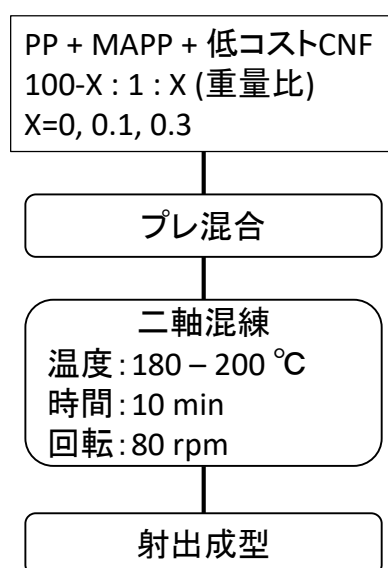 PP + MAPP + 低コストCNF
100-X : 1 : X (重量比)
X=0, 0.1, 0.3
プレ混合
二軸混練
温度：180 – 200 ℃
時間：10 min
回転：80 rpm
射出成型